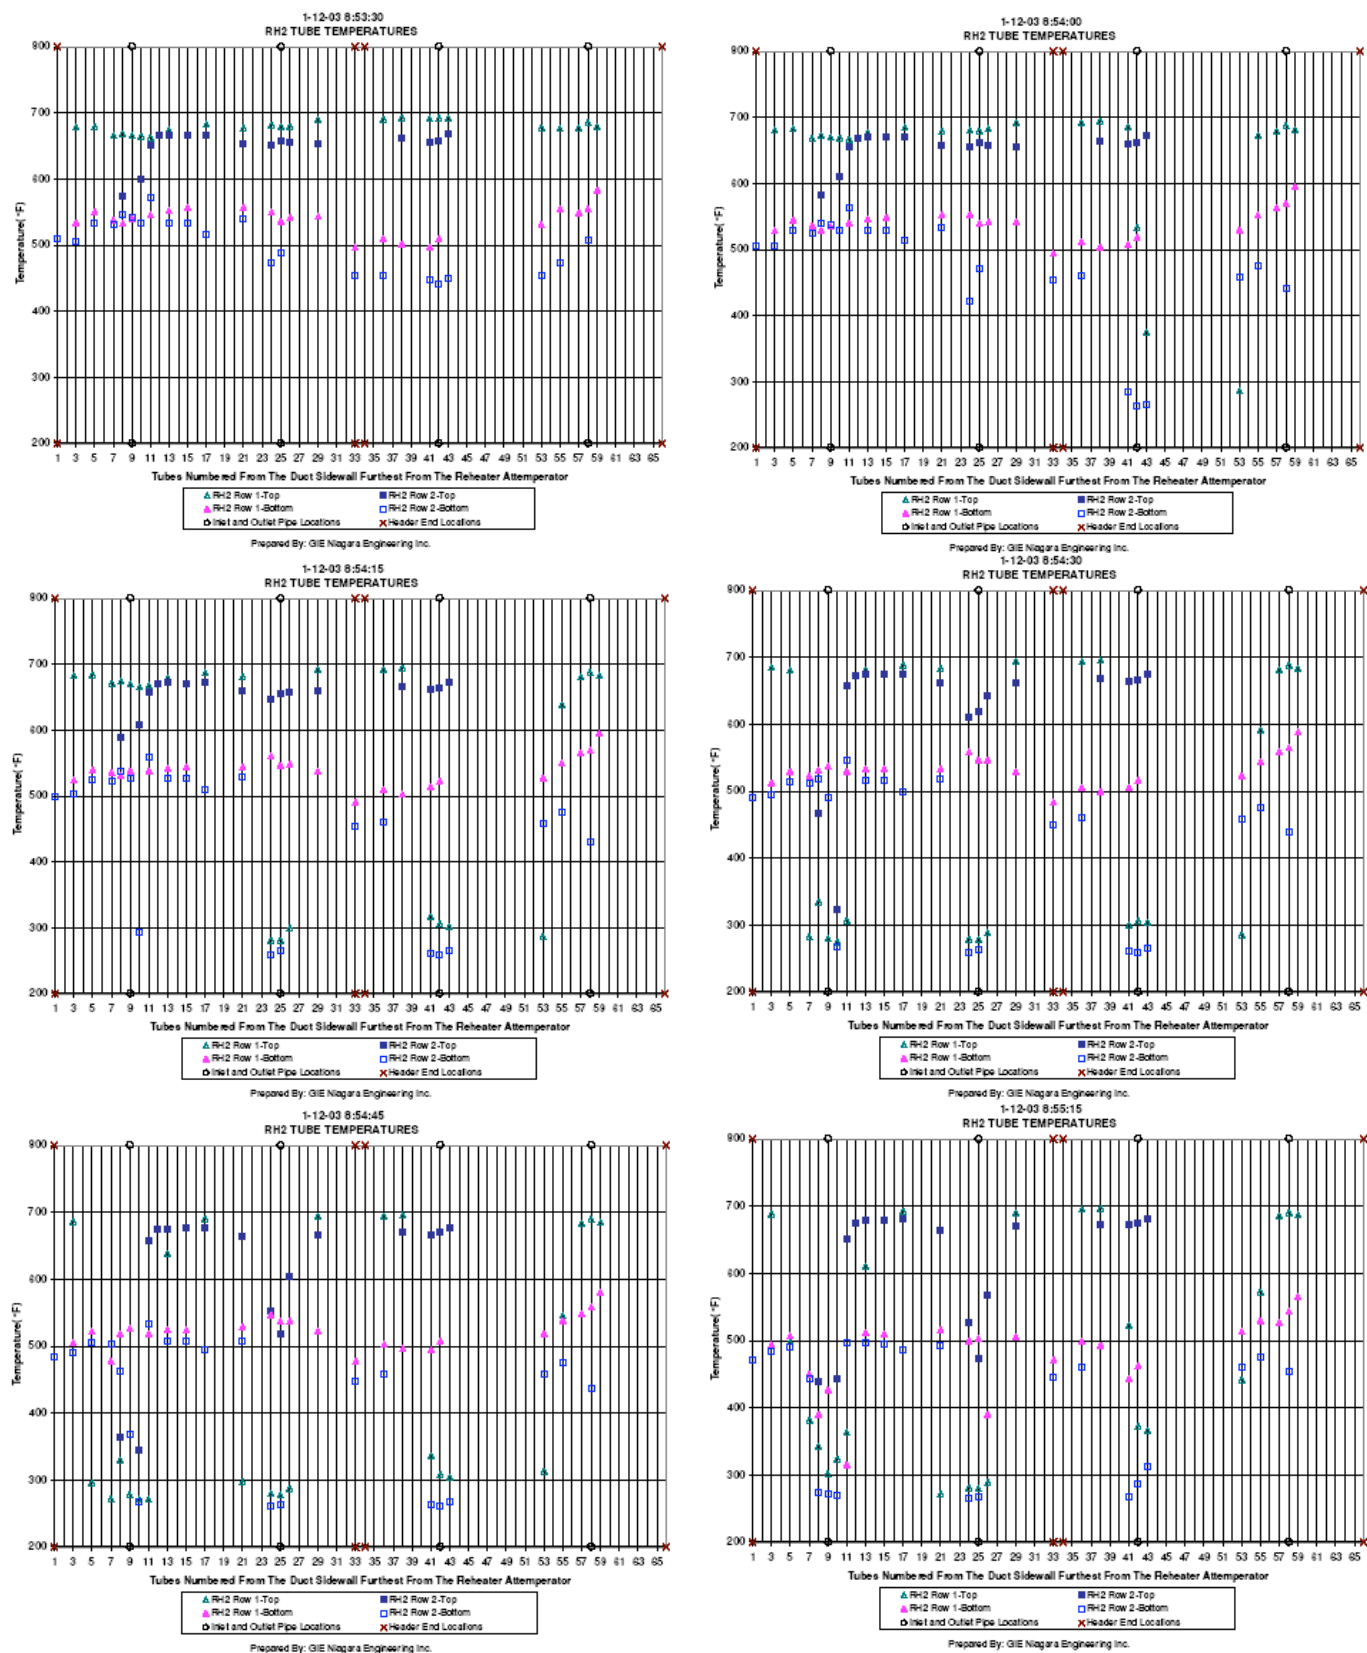 1-12-03 8:53:30
RH2 TUBE TEMPERATURES
Temperature(°F)
800
700
600
500
400
300
200
1 3 5 7 9 11 13 15 17 19 21 23 25 27 29 31 33 35 37 39 41 43 45 47 49 51 53 55 57 59 61 63 65
Tubes Numbered From The Duct Sidewall Furthest From The Reheater Attemperator
RH2 Row 1-Top RH2 Row 2-Top
RH2 Row 1-Bottom RH2 Row 2-Bottom
Inlet and Outlet Pipe Locations Header End Locations
Prepared By: GIE Niagara Engineering Inc.
1-12-03 8:54:00
RH2 TUBE TEMPERATURES
Temperature(°F)
800
700
600
500
400
300
200
1 3 5 7 9 11 13 15 17 19 21 23 25 27 29 31 33 35 37 39 41 43 45 47 49 51 53 55 57 59 61 63 65
Tubes Numbered From The Duct Sidewall Furthest From The Reheater Attemperator
RH2 Row 1-Top RH2 Row 2-Top
RH2 Row 1-Bottom RH2 Row 2-Bottom
Inlet and Outlet Pipe Locations Header End Locations
Prepared By: GIE Niagara Engineering Inc.
1-12-03 8:54:15
RH2 TUBE TEMPERATURES
Temperature(°F)
800
700
600
500
400
300
200
1 3 5 7 9 11 13 15 17 19 21 23 25 27 29 31 33 35 37 39 41 43 45 47 49 51 53 55 57 59 61 63 65
Tubes Numbered From The Duct Sidewall Furthest From The Reheater Attemperator
RH2 Row 1-Top RH2 Row 2-Top
RH2 Row 1-Bottom RH2 Row 2-Bottom
Inlet and Outlet Pipe Locations Header End Locations
Prepared By: GIE Niagara Engineering Inc.
1-12-03 8:54:30
RH2 TUBE TEMPERATURES
Temperature(°F)
800
700
600
500
400
300
200
1 3 5 7 9 11 13 15 17 19 21 23 25 27 29 31 33 35 37 39 41 43 45 47 49 51 53 55 57 59 61 63 65
Tubes Numbered From The Duct Sidewall Furthest From The Reheater Attemperator
RH2 Row 1-Top RH2 Row 2-Top
RH2 Row 1-Bottom RH2 Row 2-Bottom
Inlet and Outlet Pipe Locations Header End Locations
Prepared By: GIE Niagara Engineering Inc.
1-12-03 8:54:45
RH2 TUBE TEMPERATURES
Temperature(°F)
800
700
600
500
400
300
200
1 3 5 7 9 11 13 15 17 19 21 23 25 27 29 31 33 35 37 39 41 43 45 47 49 51 53 55 57 59 61 63 65
Tubes Numbered From The Duct Sidewall Furthest From The Reheater Attemperator
RH2 Row 1-Top RH2 Row 2-Top
RH2 Row 1-Bottom RH2 Row 2-Bottom
Inlet and Outlet Pipe Locations Header End Locations
Prepared By: GIE Niagara Engineering Inc.
1-12-03 8:55:15
RH2 TUBE TEMPERATURES
Temperature(°F)
800
700
600
500
400
300
200
1 3 5 7 9 11 13 15 17 19 21 23 25 27 29 31 33 35 37 39 41 43 45 47 49 51 53 55 57 59 61 63 65
Tubes Numbered From The Duct Sidewall Furthest From The Reheater Attemperator
RH2 Row 1-Top RH2 Row 2-Top
RH2 Row 1-Bottom RH2 Row 2-Bottom
Inlet and Outlet Pipe Locations Header End Locations
Prepared By: GIE Niagara Engineering Inc.